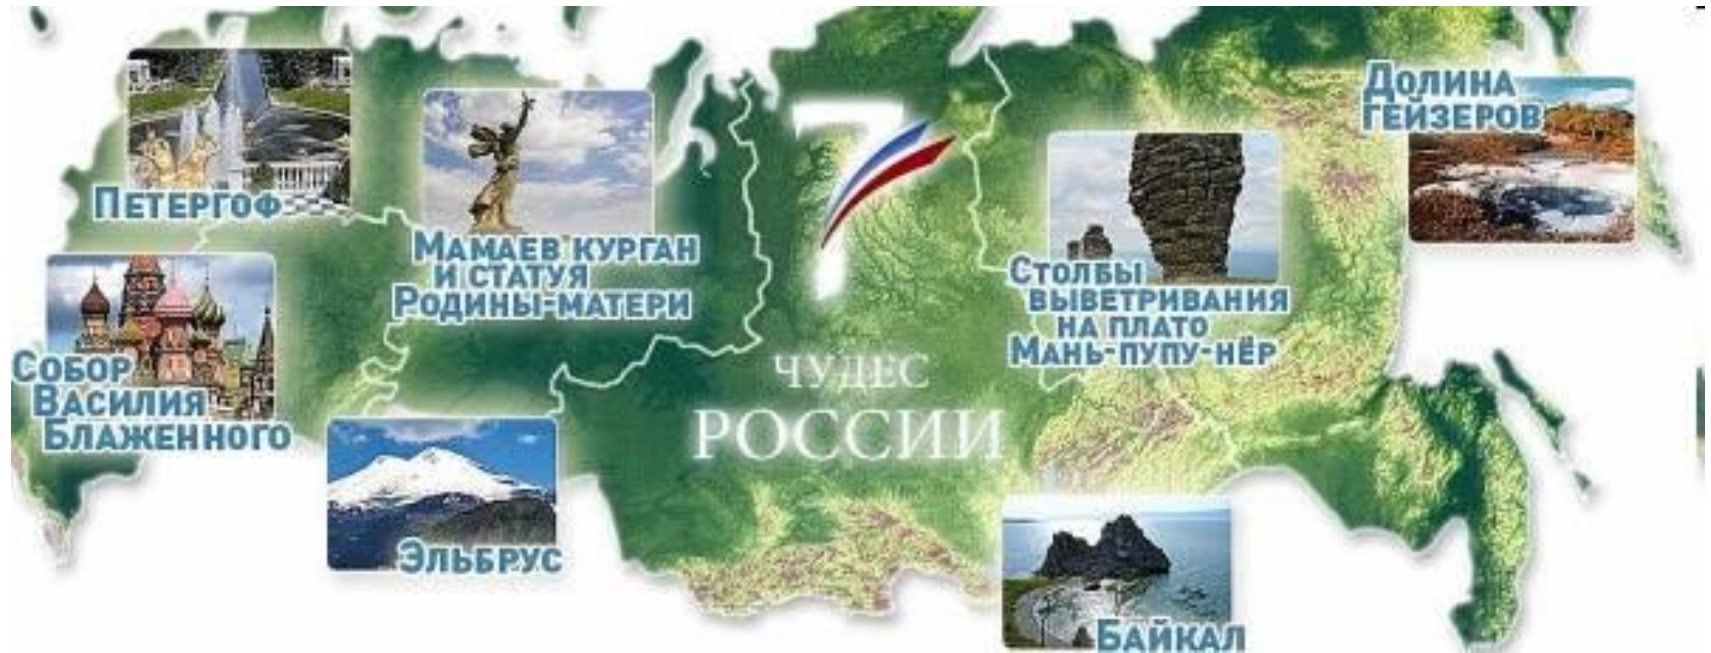 Долина
гейзеров
Петергоф
Мамаев курган
и статуя
Родины-матери
7
чудес
России
Столбы
выветривания
на плато
Мань-пупу-нёр
Собор
Василия
Блаженного
Эльбрус
Байкал